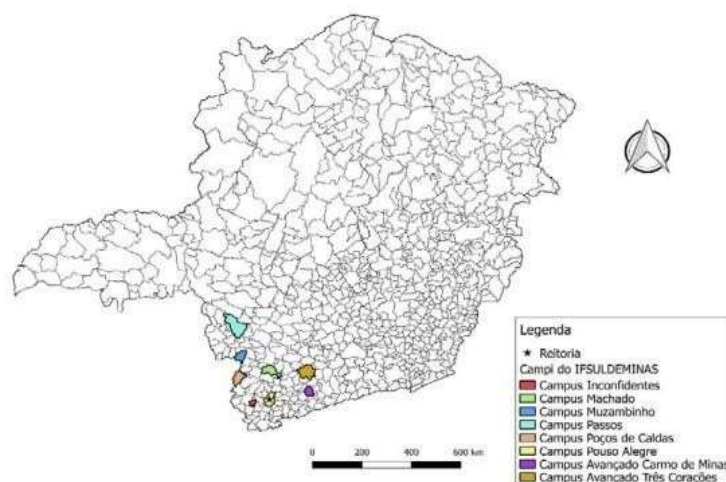 Legenda
Reitoria
Campi do IFSULDEMINAS
Campus Inconfidentes
Campus Machado
Campus Muzambinho
Campus Passos
Campus Poços de Caldas
Campus Pouso Alegre
Campus Avançado Carmo de Minas
Campus Avançado Três Corações
0 200 400 600 km